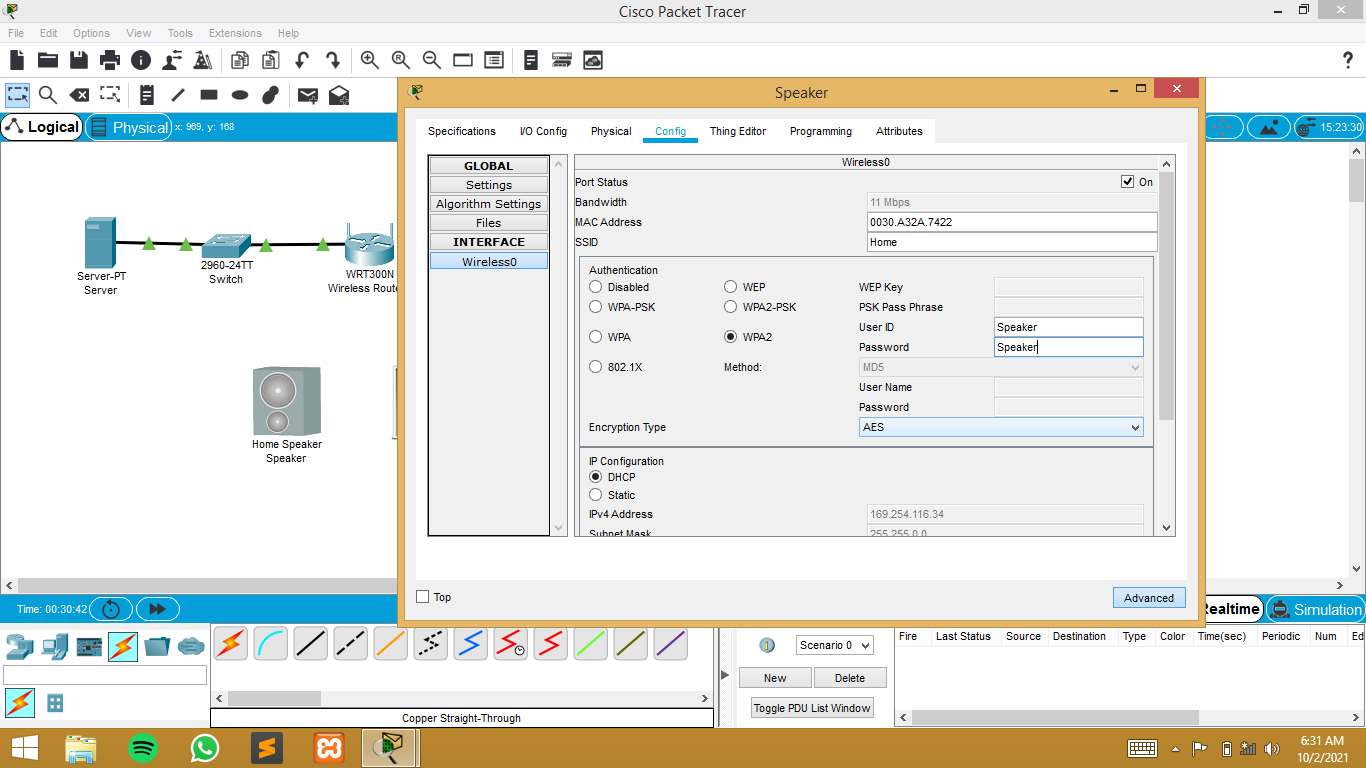 Cisco Packet Tracer
File Edit Options View Tools Extensions Help
Logical
Physical x: 969, y: 168
15:23:30
Server-PT
Server
2960-24TT
Switch
WRT300N
Wireless Route
Home Speaker
Speaker
Speaker
Specifications I/O Config Physical Config Thing Editor Programming Attributes
GLOBAL
Settings
Algorithm Settings
Files
INTERFACE
Wireless0
Wireless0
Port Status On
Bandwidth 11 Mbps
MAC Address 0030.A32A.7422
SSID Home
Authentication
Disabled WEP WEP Key
WPA-PSK WPA2-PSK PSK Pass Phrase
User ID Speaker
WPA WPA2
Password Speaker
802.1X Method: MD5
User Name
Password
Encryption Type AES
IP Configuration
DHCP
Static
IPv4 Address 169.254.116.34
Subnet Mask 255.255.0.0
Top Advanced
Time: 00:30:42
Realtime Simulation
Scenario 0
New Delete
Toggle PDU List Window
Fire Last Status Source Destination Type Color Time(sec) Periodic Num Ed
Copper Straight-Through
6:31 AM
10/2/2021